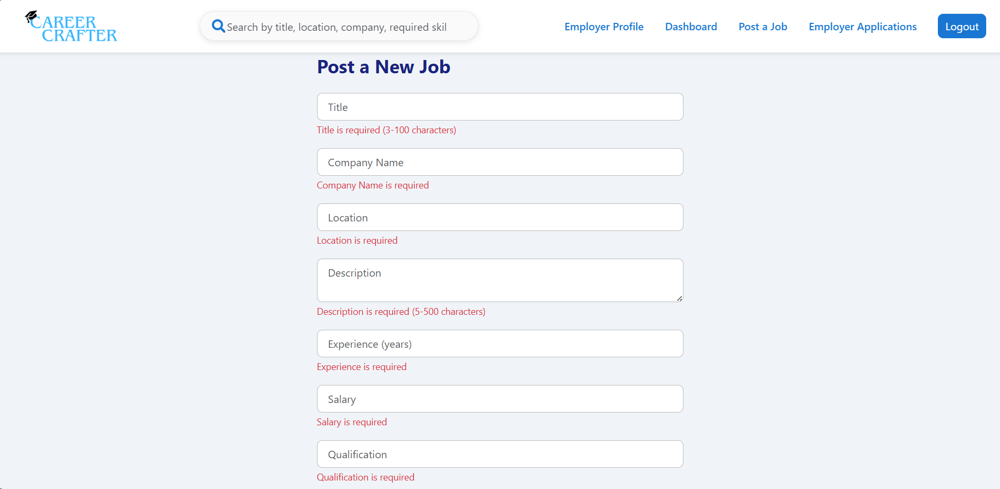 CAREER
CRAFTER
Search by title, location, company, required skil
Employer Profile
Dashboard
Post a Job
Employer Applications
Logout
Post a New Job
Title
Title is required (3-100 characters)
Company Name
Company Name is required
Location
Location is required
Description
Description is required (5-500 characters)
Experience (years)
Experience is required
Salary
Salary is required
Qualification
Qualification is required